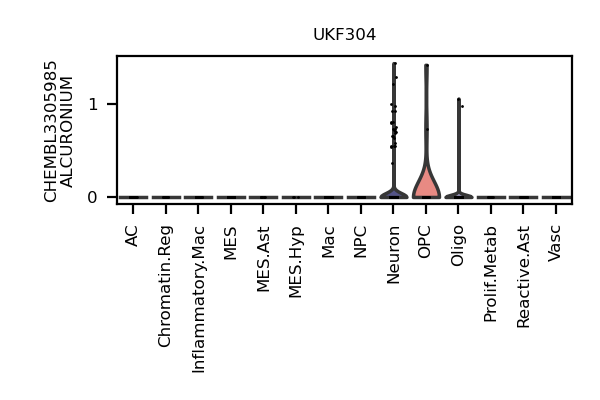 UKF304
CHEMBL3305985
ALCURONIUM
1
0
AC
Chromatin.Reg
Inflammatory.Mac
MES
MES.Ast
MES.Hyp
Mac
NPC
Neuron
OPC
Oligo
Prolif.Metab
Reactive.Ast
Vasc